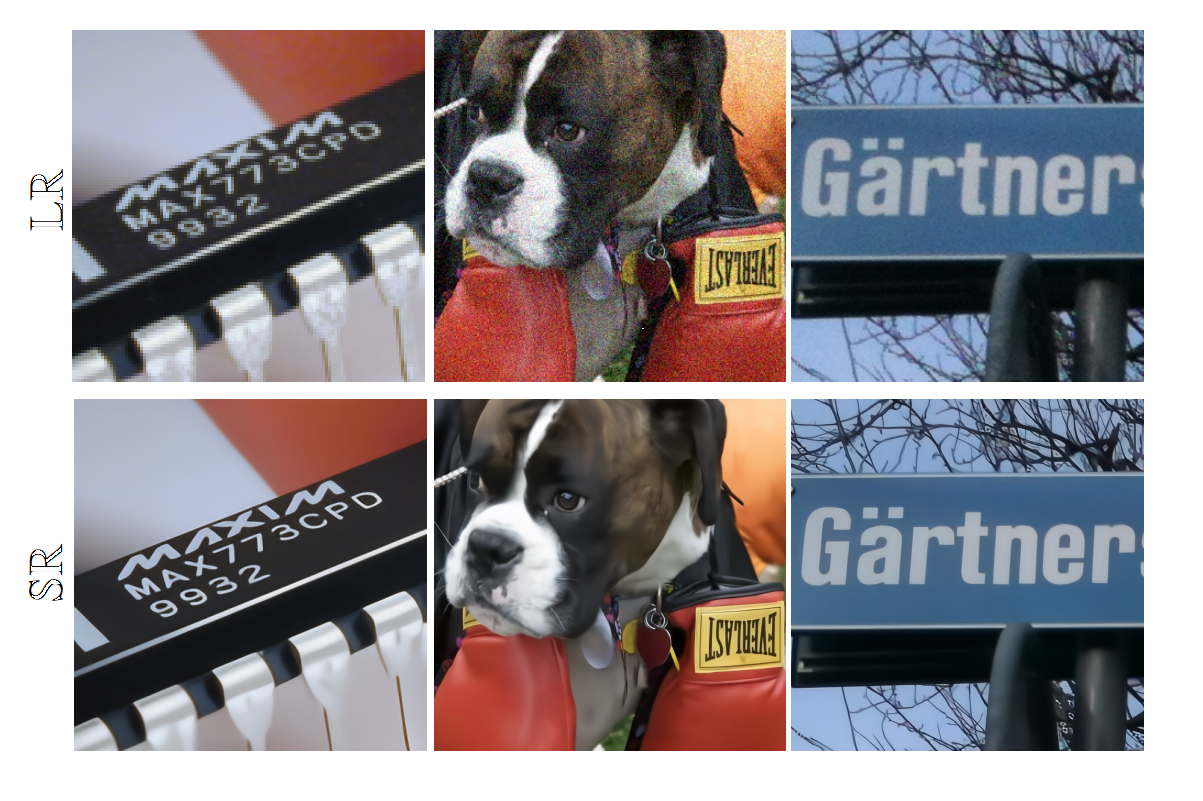 LR
MAXIM
MAX773CPD
9932
EVERLAST
Gärtners
SR
MAXIM
MAX773CPD
9932
EVERLAST
Gärtners